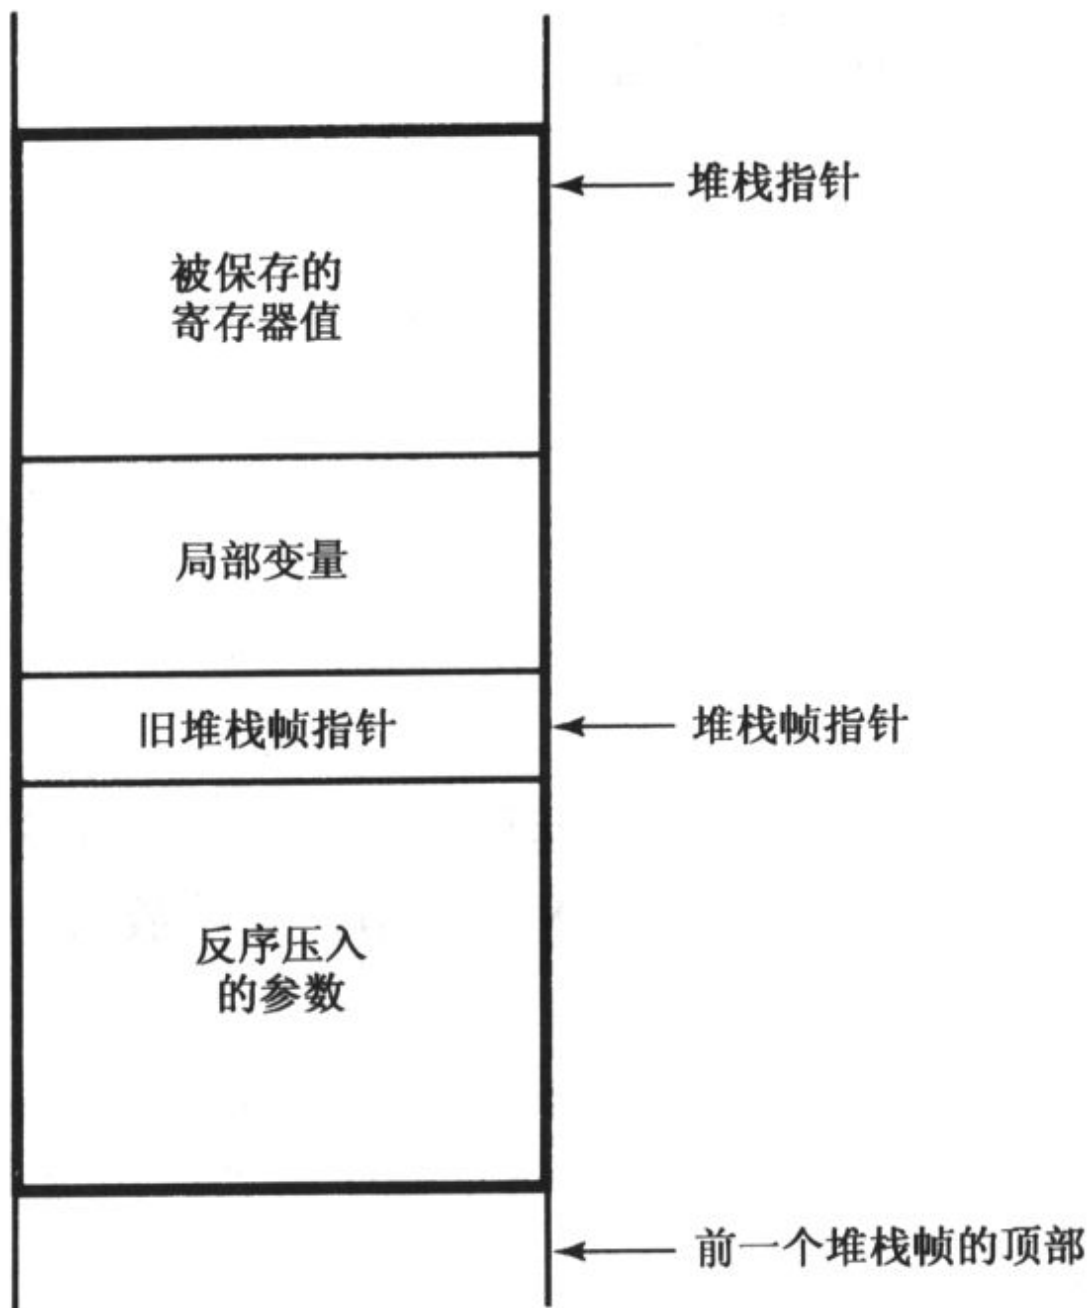 堆栈指针
被保存的
寄存器值
局部变量
旧堆栈帧指针
堆栈帧指针
反序压入
的参数
前一个堆栈帧的顶部